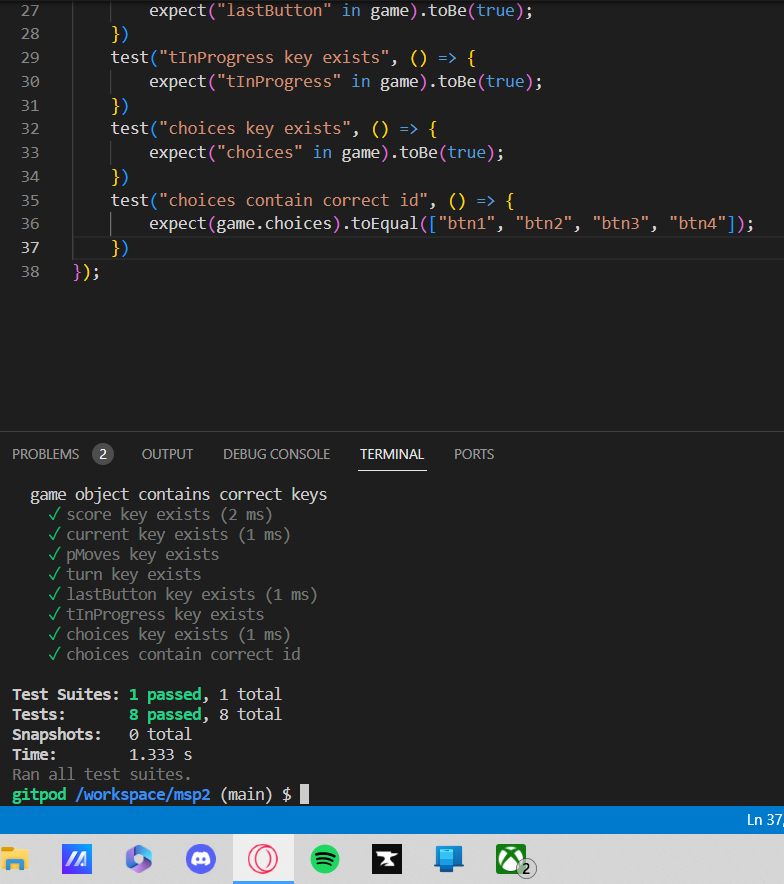 27 expect("lastButton" in game).toBe(true);
28 })
29 test("tInProgress key exists", () => {
30 expect("tInProgress" in game).toBe(true);
31 })
32 test("choices key exists", () => {
33 expect("choices" in game).toBe(true);
34 })
35 test("choices contain correct id", () => {
36 expect(game.choices).toEqual(["btn1", "btn2", "btn3", "btn4"]);
37 })
38 });
PROBLEMS 2 OUTPUT DEBUG CONSOLE TERMINAL PORTS
game object contains correct keys
✓ score key exists (2 ms)
✓ current key exists (1 ms)
✓ pMoves key exists
✓ turn key exists
✓ lastButton key exists (1 ms)
✓ tInProgress key exists
✓ choices key exists (1 ms)
✓ choices contain correct id
Test Suites: 1 passed, 1 total
Tests: 8 passed, 8 total
Snapshots: 0 total
Time: 1.333 s
Ran all test suites.
gitpod /workspace/msp2 (main) $
Ln 37,
2